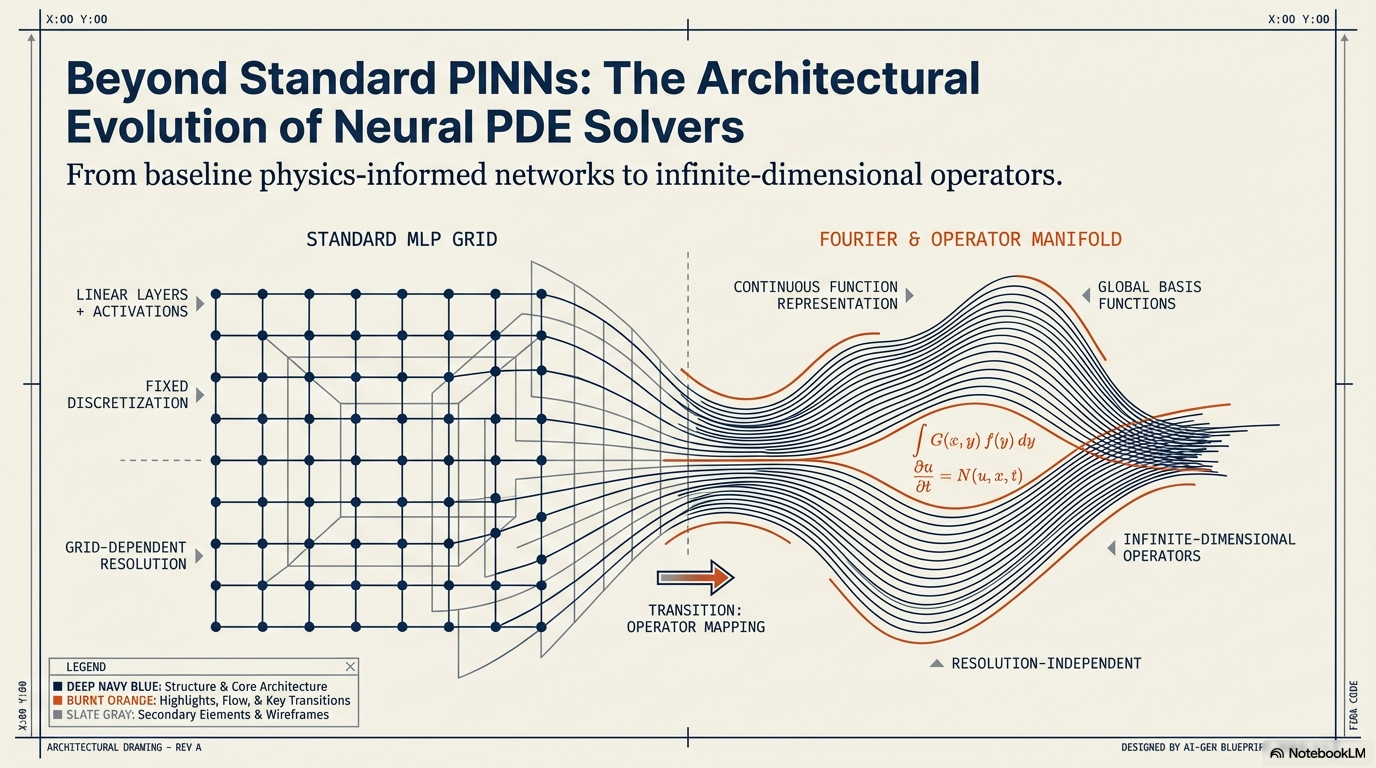 X:00 Y:00
X:00 Y:00
Beyond Standard PINNs: The Architectural
Evolution of Neural PDE Solvers
From baseline physics-informed networks to infinite-dimensional operators.
STANDARD MLP GRID
FOURIER & OPERATOR MANIFOLD
LINEAR LAYERS
+ ACTIVATIONS
FIXED
DISCRETIZATION
GRID-DEPENDENT
RESOLUTION
CONTINUOUS FUNCTION
REPRESENTATION
GLOBAL BASIS
FUNCTIONS
∫ G(x, y) f(y) dy
∂u/∂t = N(u, x, t)
INFINITE-DIMENSIONAL
OPERATORS
TRANSITION:
OPERATOR MAPPING
RESOLUTION-INDEPENDENT
LEGEND
DEEP NAVY BLUE: Structure & Core Architecture
BURNT ORANGE: Highlights, Flow, & Key Transitions
SLATE GRAY: Secondary Elements & Wireframes
ARCHITECTURAL DRAWING - REV A
DESIGNED BY AI-GEN
NotebookLM
CODE